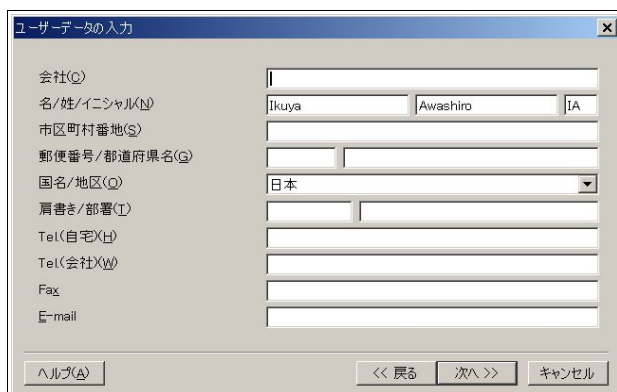 ユーザーデータの入力
会社(C)
名/姓/イニシャル(N) Ikuya Awashiro IA
市区町村番地(S)
郵便番号/都道府県名(G)
国名/地区(O) 日本
肩書き/部署(T)
Tel(自宅)(H)
Tel(会社)(W)
Fax
E-mail
ヘルプ(A) << 戻る 次へ >> キャンセル